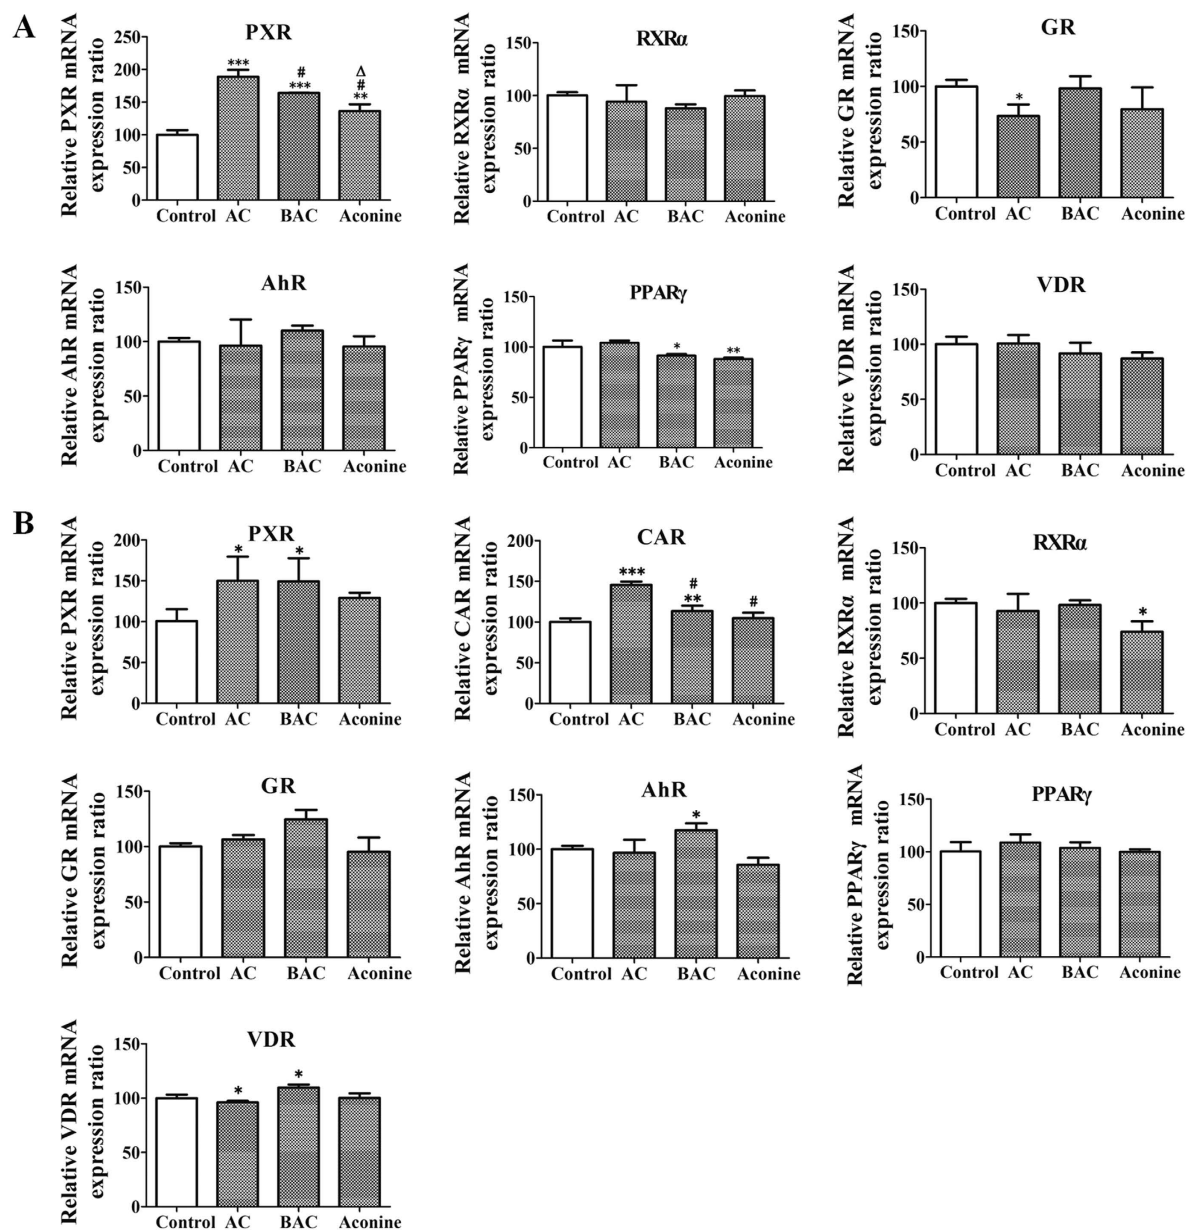 A
PXR
Relative PXR mRNA
expression ratio
250
200
150
100
50
0
***
#
***
Δ
#
**
Control AC BAC Aconine
RXRα
Relative RXRα mRNA
expression ratio
150
100
50
0
Control AC BAC Aconine
GR
Relative GR mRNA
expression ratio
150
100
50
0
*
Control AC BAC Aconine
AhR
Relative AhR mRNA
expression ratio
150
100
50
0
Control AC BAC Aconine
PPARγ
Relative PPARγ mRNA
expression ratio
150
100
50
0
*
**
Control AC BAC Aconine
VDR
Relative VDR mRNA
expression ratio
150
100
50
0
Control AC BAC Aconine
B
PXR
Relative PXR mRNA
expression ratio
200
150
100
50
0
*
*
Control AC BAC Aconine
CAR
Relative CAR mRNA
expression ratio
200
150
100
50
0
***
#
**
#
Control AC BAC Aconine
RXRα
Relative RXRα mRNA
expression ratio
150
100
50
0
*
Control AC BAC Aconine
GR
Relative GR mRNA
expression ratio
150
100
50
0
Control AC BAC Aconine
AhR
Relative AhR mRNA
expression ratio
150
100
50
0
*
Control AC BAC Aconine
PPARγ
Relative PPARγ mRNA
expression ratio
150
100
50
0
Control AC BAC Aconine
VDR
Relative VDR mRNA
expression ratio
150
100
50
0
*
*
Control AC BAC Aconine